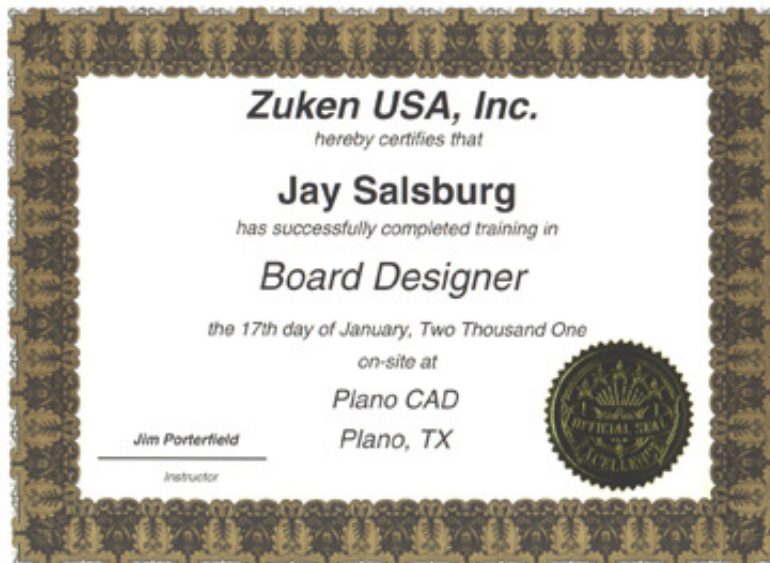 Zuken USA, Inc.
hereby certifies that
Jay Salsburg
has successfully completed training in
Board Designer
the 17th day of January, Two Thousand One
on-site at
Plano CAD
Plano, TX
Jim Porterfield
Instructor
OFFICIAL SEAL